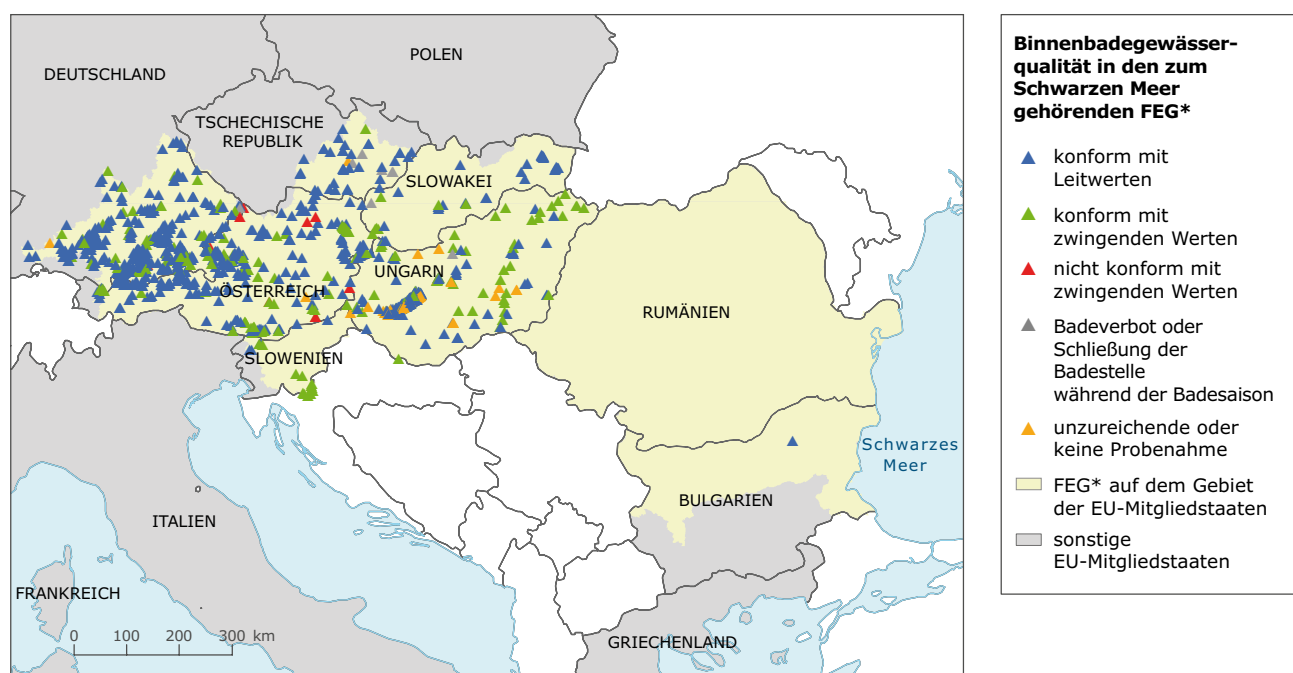 DEUTSCHLAND
POLEN
TSCHECHISCHE
REPUBLIK
SLOWAKEI
UNGARN
ÖSTERREICH
RUMÄNIEN
SLOWENIEN
Schwarzes
Meer
BULGARIEN
ITALIEN
FRANKREICH
GRIECHENLAND
0 100 200 300 km
Binnenbadegewässer-
qualität in den zum
Schwarzen Meer
gehörenden FEG*
konform mit
Leitwerten
konform mit
zwingenden Werten
nicht konform mit
zwingenden Werten
Badeverbot oder
Schließung der
Badestelle
während der Badesaison
unzureichende oder
keine Probenahme
FEG* auf dem Gebiet
der EU-Mitgliedstaaten
sonstige
EU-Mitgliedstaaten